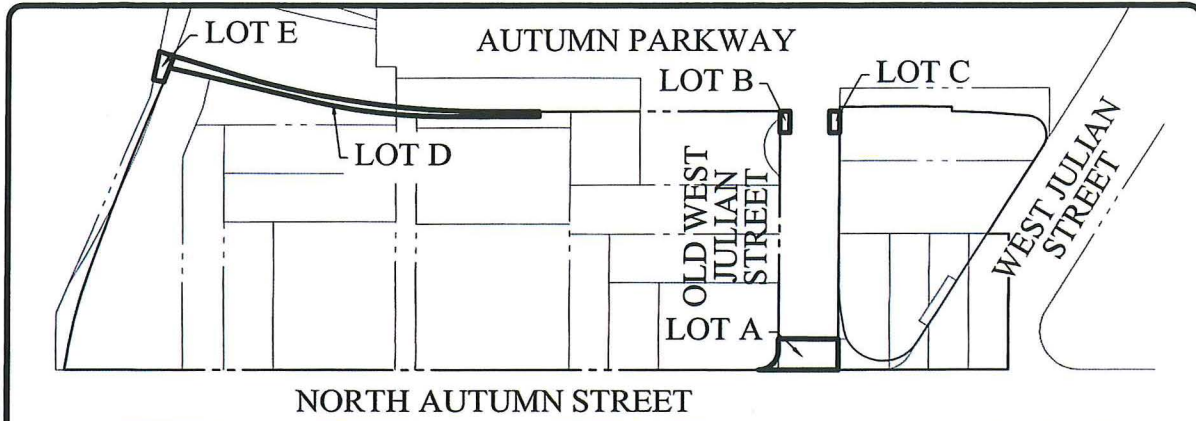 LOT E
AUTUMN PARKWAY
LOT B
LOT C
LOT D
OLD WEST
JULIAN
STREET
WEST JULIAN
STREET
LOT A
NORTH AUTUMN STREET